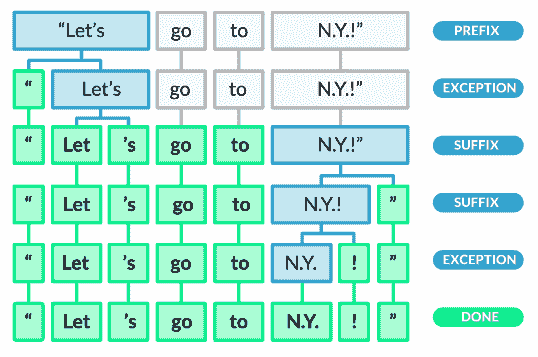 “Let’s go to N.Y.!” PREFIX
“ Let’s go to N.Y.!” EXCEPTION
“ Let ’s go to N.Y.!” SUFFIX
“ Let ’s go to N.Y.! ” SUFFIX
“ Let ’s go to N.Y. ! ” EXCEPTION
“ Let ’s go to N.Y. ! ” DONE